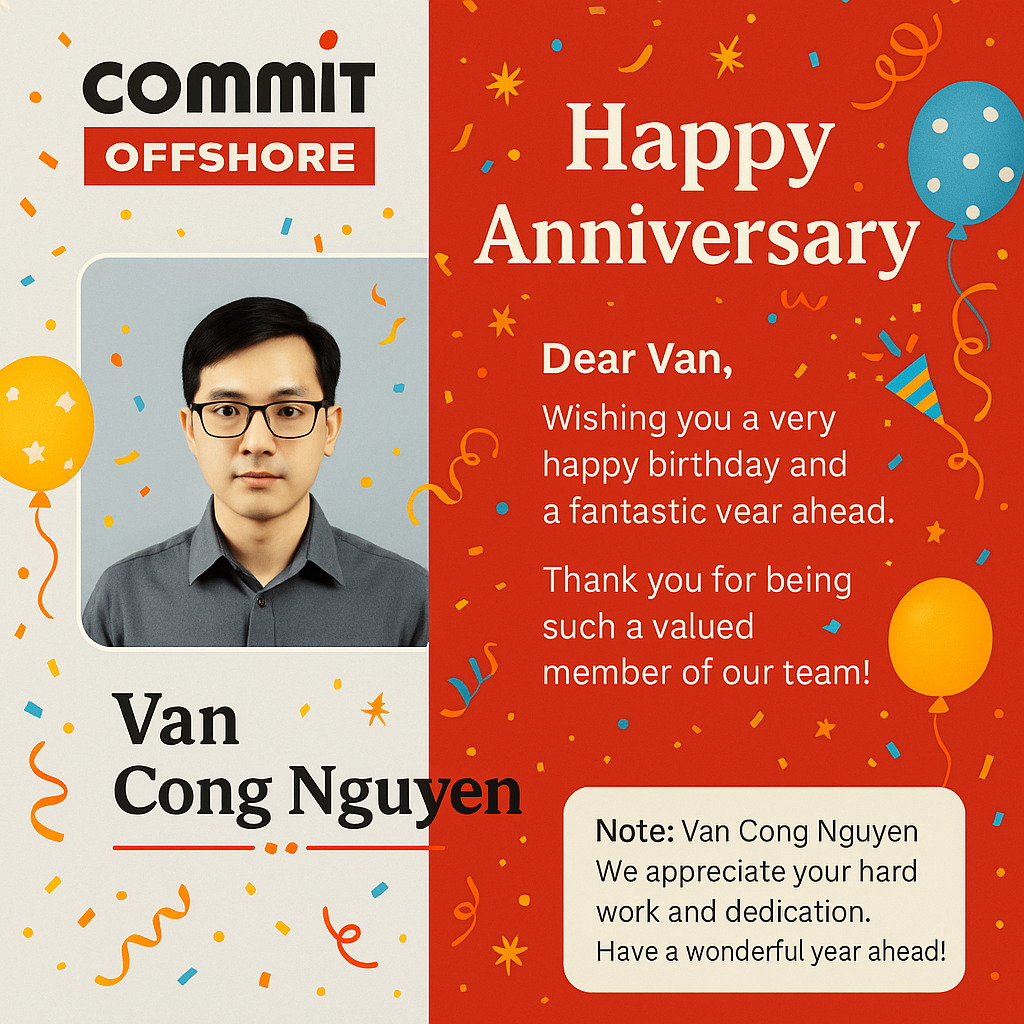 COMMIT
OFFSHORE
Van
Cong Nguyen
Happy
Anniversary
Dear Van,
Wishing you a very
happy birthday and
a fantastic vear ahead.
Thank you for being
such a valued
member of our team!
Note: Van Cong Nguyen
We appreciate your hard
work and dedication.
Have a wonderful year ahead!